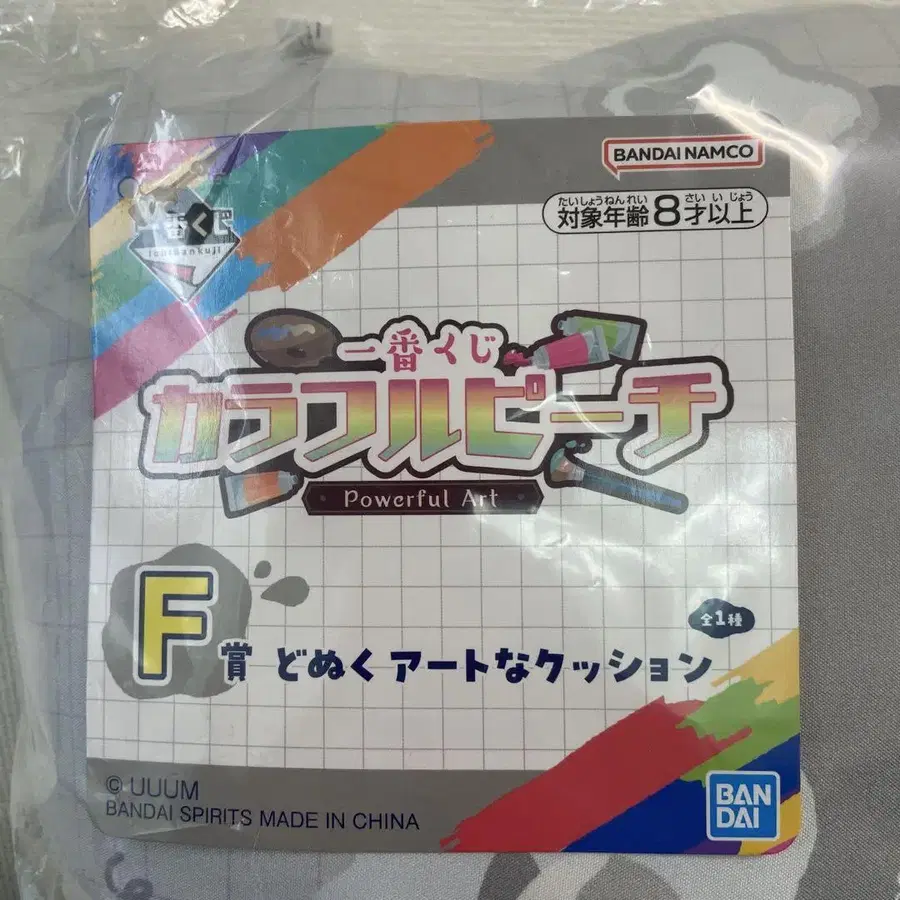 BANDAI NAMCO
たいしょうねんれい さい いじょう
対象年齢8才以上
一番くじ
Ichibankuji
一番くじ
カラフルピーチ
Powerful Art
全1種
F賞 どぬくアートなクッション
© UUUM
BANDAI SPIRITS MADE IN CHINA
BAN
DAI